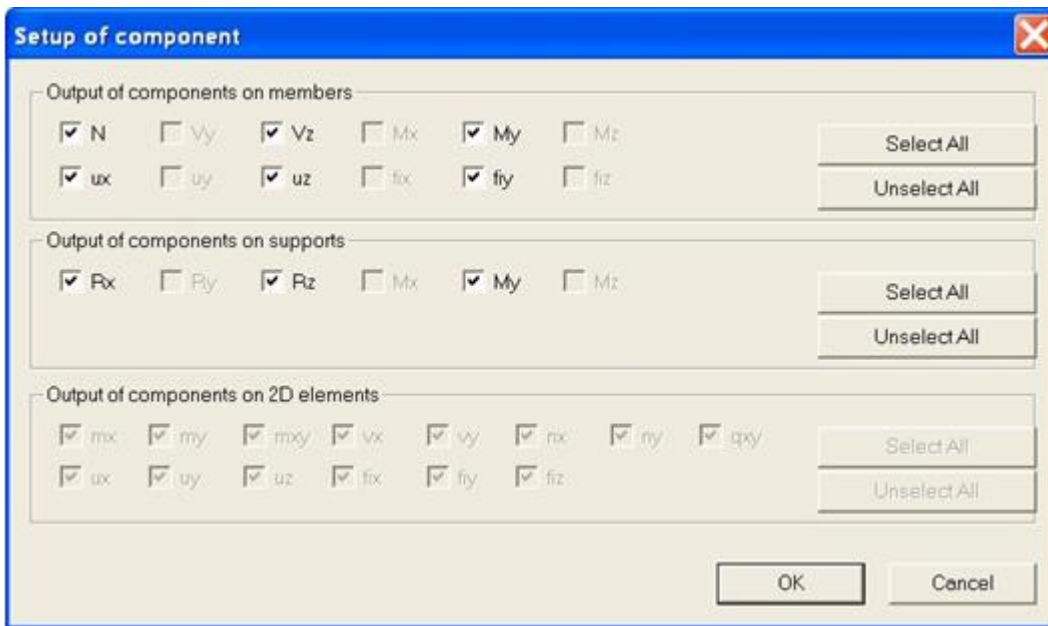 Setup of component
Output of components on members
N Vy Vz Mx My Mz
Select All
ux uy uz fix fiy fiz
Unselect All
Output of components on supports
Rx Ry Rz Mx My Mz
Select All
Unselect All
Output of components on 2D elements
mx my mxy vx vy nx ny qxy
Select All
ux uy uz fix fiy fiz
Unselect All
OK Cancel